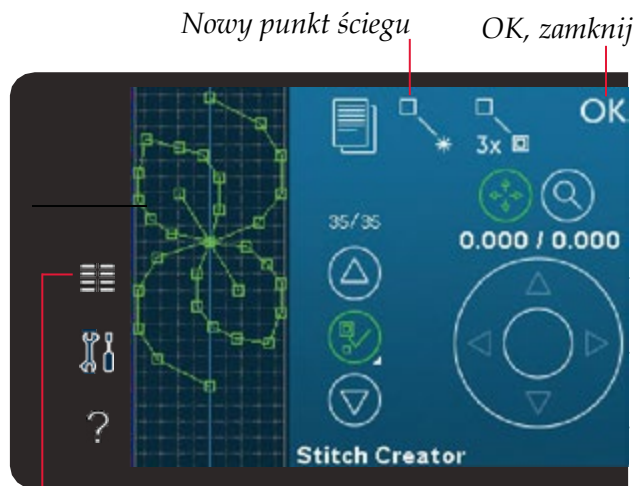 Nowy punkt ściegu
OK, zamknij
OK
3x
35/35
0.000 / 0.000
?
Stitch Creator